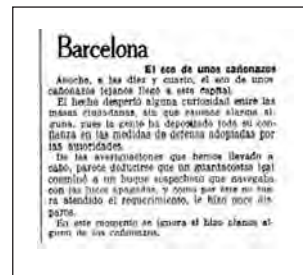 Barcelona
El eco de unos cañonazos
Anoche, a las diez y cuarto, el eco de unos
cañonazos lejanos llegó a esta capital.
El hecho despertó alguna curiosidad entre las
masas ciudadanas, sin que causase alarma al-
guna, pues la gente ha depositado toda su con-
fianza en las medidas de defensa adoptadas por
las autoridades.
De las averiguaciones que hemos llevado a
cabo, parece deducirse que un guardacostas leal
conminó a un buque sospechoso que navegaba
con las luces apagadas, y como por éste no fue-
ra atendido el requerimiento, le hizo once dis-
paros.
En este momento se ignora si hizo blanco al-
guno de los cañonazos.